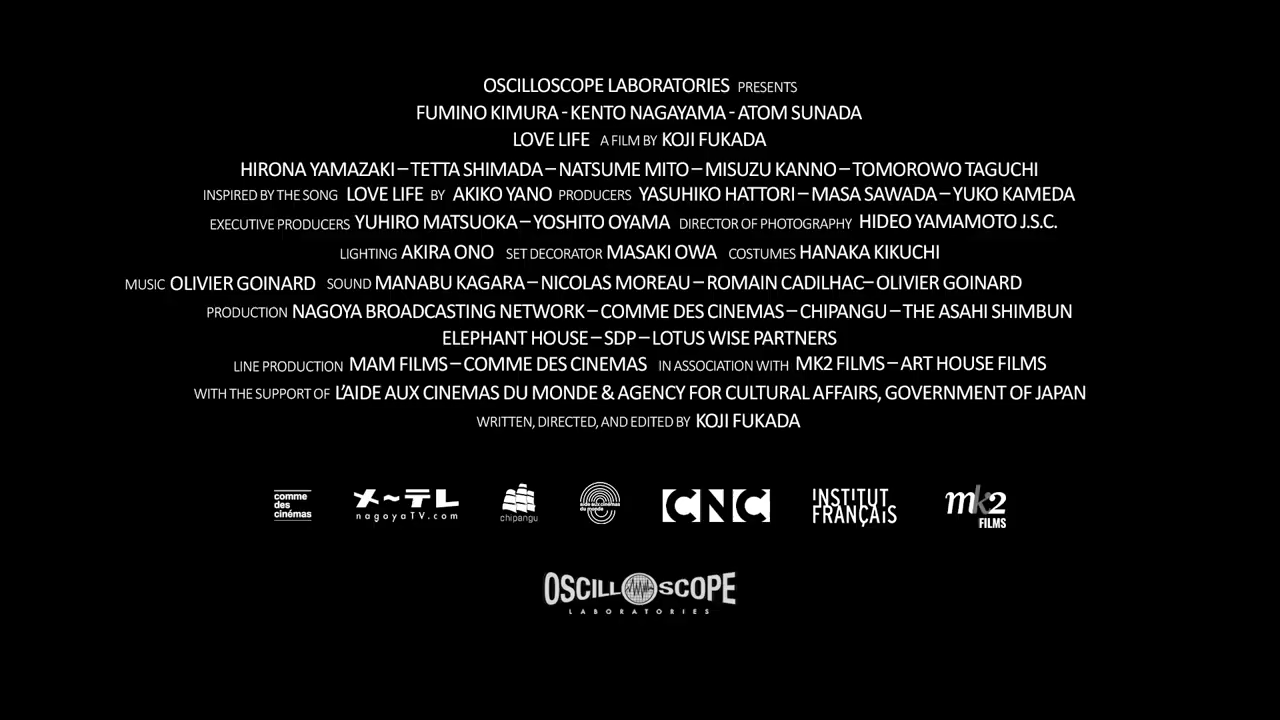 OSCILLOSCOPE LABORATORIES PRESENTS
FUMINO KIMURA - KENTO NAGAYAMA - ATOM SUNADA
LOVE LIFE A FILM BY KOJI FUKADA
HIRONA YAMAZAKI – TETTA SHIMADA – NATSUME MITO – MISUZU KANNO – TOMOROWO TAGUCHI
INSPIRED BY THE SONG LOVE LIFE BY AKIKO YANO PRODUCERS YASUHIKO HATTORI – MASA SAWADA – YUKO KAMEDA
EXECUTIVE PRODUCERS YUHIRO MATSUOKA – YOSHITO OYAMA DIRECTOR OF PHOTOGRAPHY HIDEO YAMAMOTO J.S.C.
LIGHTING AKIRA ONO SET DECORATOR MASAKI OWA COSTUMES HANAKA KIKUCHI
MUSIC OLIVIER GOINARD SOUND MANABU KAGARA – NICOLAS MOREAU – ROMAIN CADILHAC– OLIVIER GOINARD
PRODUCTION NAGOYA BROADCASTING NETWORK – COMME DES CINEMAS – CHIPANGU – THE ASAHI SHIMBUN
ELEPHANT HOUSE – SDP – LOTUS WISE PARTNERS
LINE PRODUCTION MAM FILMS – COMME DES CINEMAS IN ASSOCIATION WITH MK2 FILMS – ART HOUSE FILMS
WITH THE SUPPORT OF L'AIDE AUX CINEMAS DU MONDE & AGENCY FOR CULTURAL AFFAIRS, GOVERNMENT OF JAPAN
WRITTEN, DIRECTED, AND EDITED BY KOJI FUKADA
comme
des
cinémas
メ~テレ
nagoyaTV.com
chipangu
aide aux cinémas
du monde
CNC
INSTITUT
FRANÇAIS
mk2
FILMS
OSCILLOSCOPE
LABORATORIES